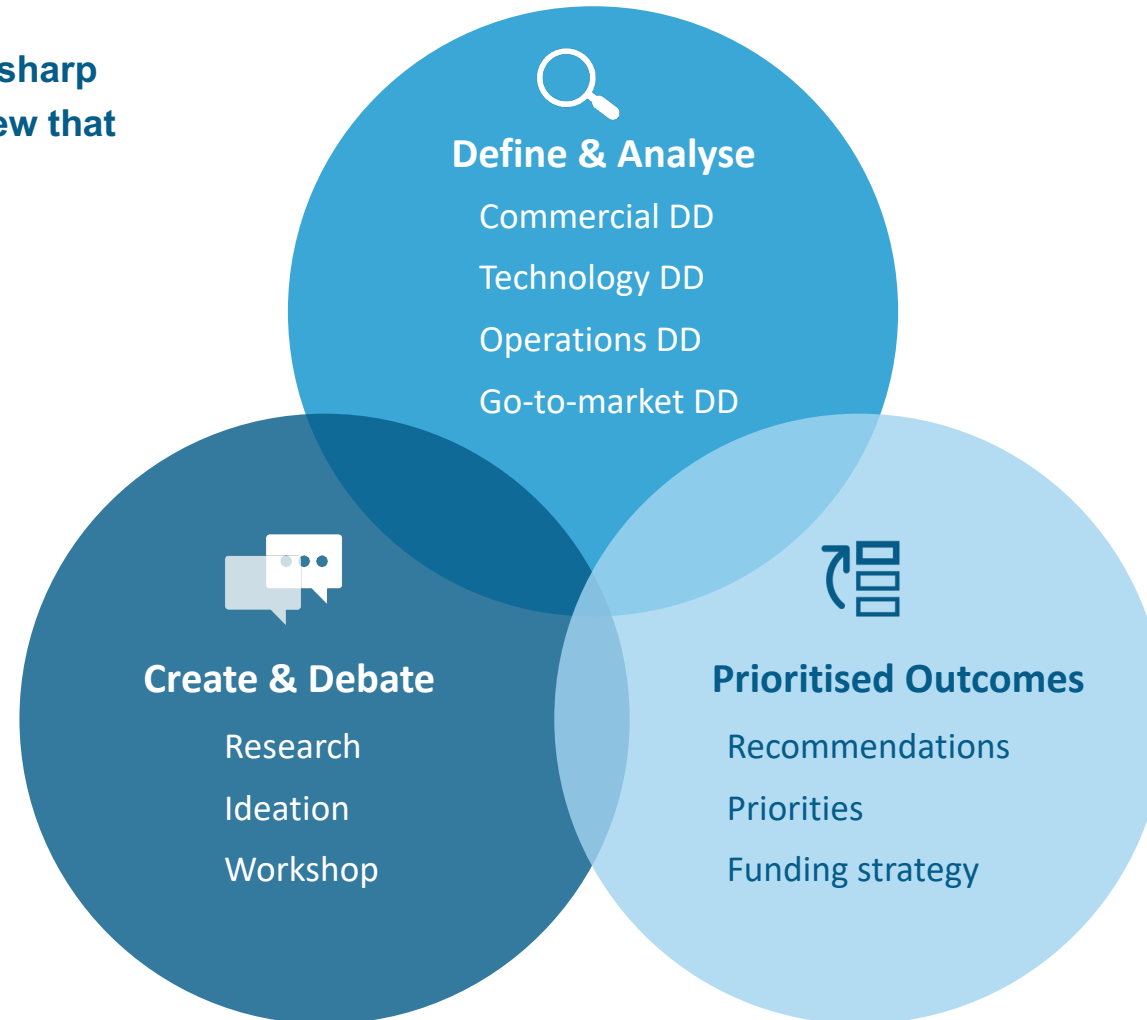 sharp
ew that
Define & Analyse
Commercial DD
Technology DD
Operations DD
Go-to-market DD
Create & Debate
Research
Ideation
Workshop
Prioritised Outcomes
Recommendations
Priorities
Funding strategy